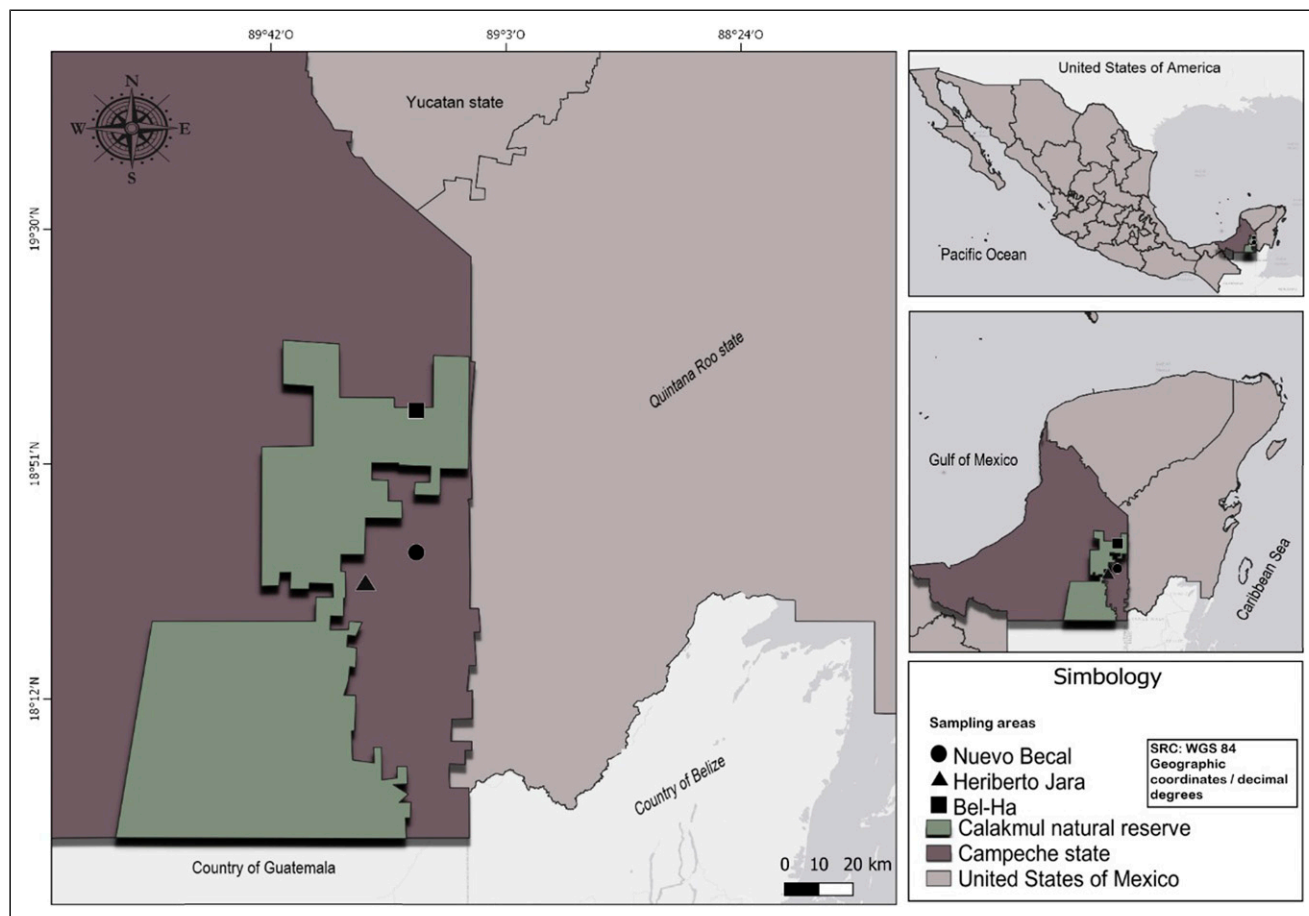 89°42'O
89°3'O
88°24'O
19°30'N
18°51'N
18°12'N
N
W
E
S
Yucatan state
Quintana Roo state
Country of Belize
Country of Guatemala
0 10 20 km
United States of America
Pacific Ocean
Gulf of Mexico
Caribbean Sea
Simbology
Sampling areas
Nuevo Becal
Heriberto Jara
Bel-Ha
SRC: WGS 84
Geographic
coordinates / decimal
degrees
Calakmul natural reserve
Campeche state
United States of Mexico